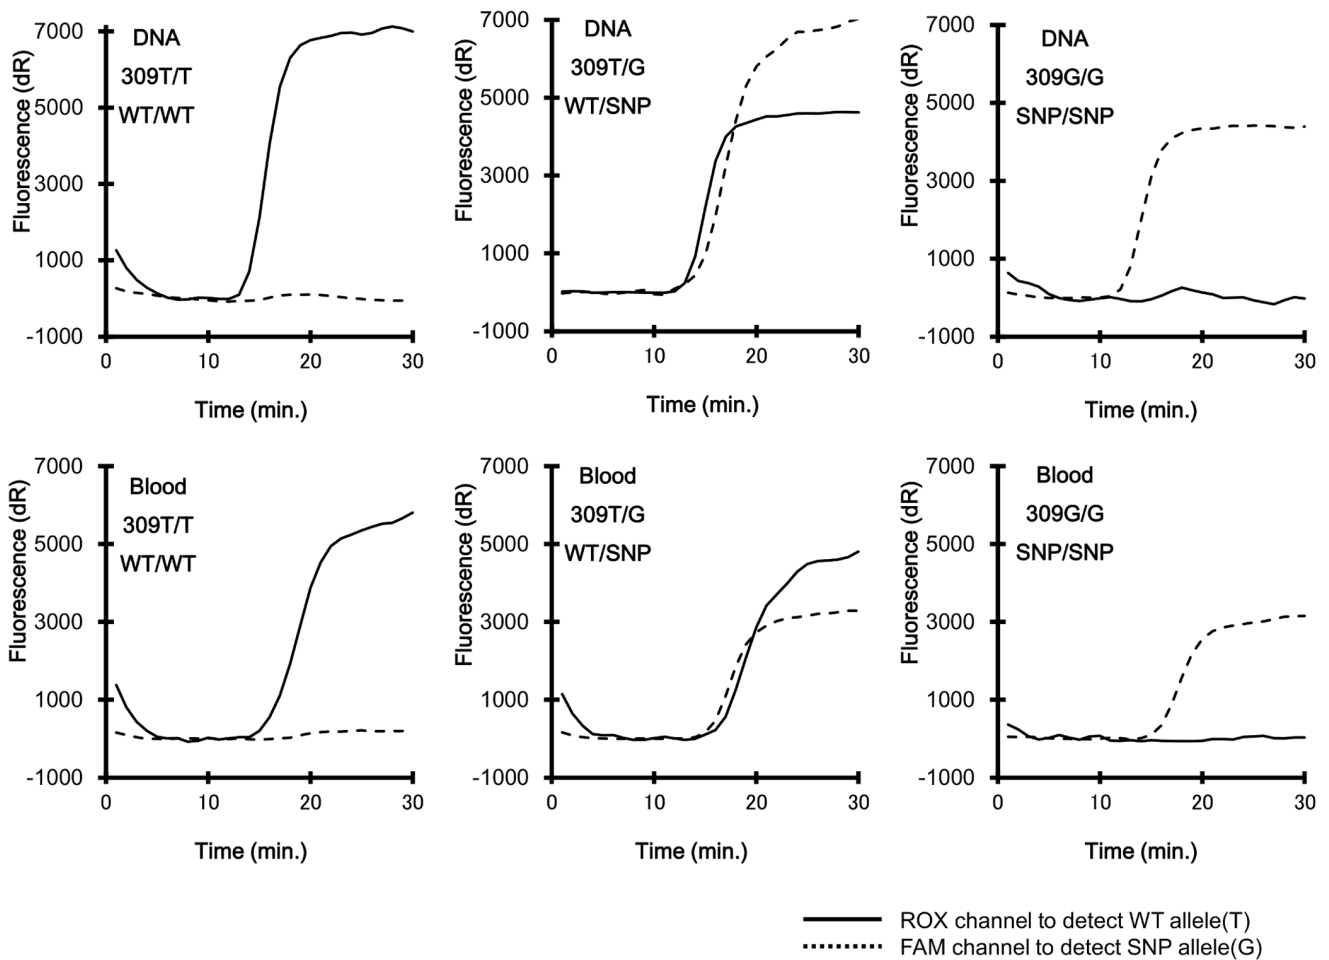 7000
5000
3000
1000
-1000
Fluorescence (dR)
DNA
309T/T
WT/WT
0
10
20
30
Time (min.)
7000
5000
3000
1000
-1000
Fluorescence (dR)
DNA
309T/G
WT/SNP
0
10
20
30
Time (min.)
7000
5000
3000
1000
-1000
Fluorescence (dR)
DNA
309G/G
SNP/SNP
0
10
20
30
Time (min.)
7000
5000
3000
1000
-1000
Fluorescence (dR)
Blood
309T/T
WT/WT
0
10
20
30
Time (min.)
7000
5000
3000
1000
-1000
Fluorescence (dR)
Blood
309T/G
WT/SNP
0
10
20
30
Time (min.)
7000
5000
3000
1000
-1000
Fluorescence (dR)
Blood
309G/G
SNP/SNP
0
10
20
30
Time (min.)
ROX channel to detect WT allele(T)
FAM channel to detect SNP allele(G)